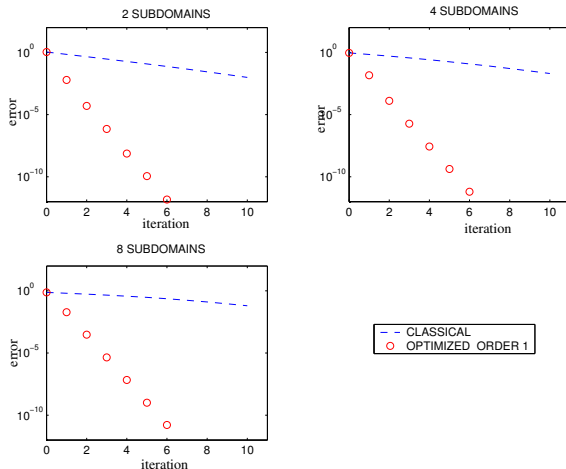 2 SUBDOMAINS
10^0
10^-5
10^-10
error
0 2 4 6 8 10
iteration
4 SUBDOMAINS
10^0
10^-5
10^-10
error
0 2 4 6 8 10
iteration
8 SUBDOMAINS
10^0
10^-5
10^-10
error
0 2 4 6 8 10
iteration
CLASSICAL
OPTIMIZED ORDER 1